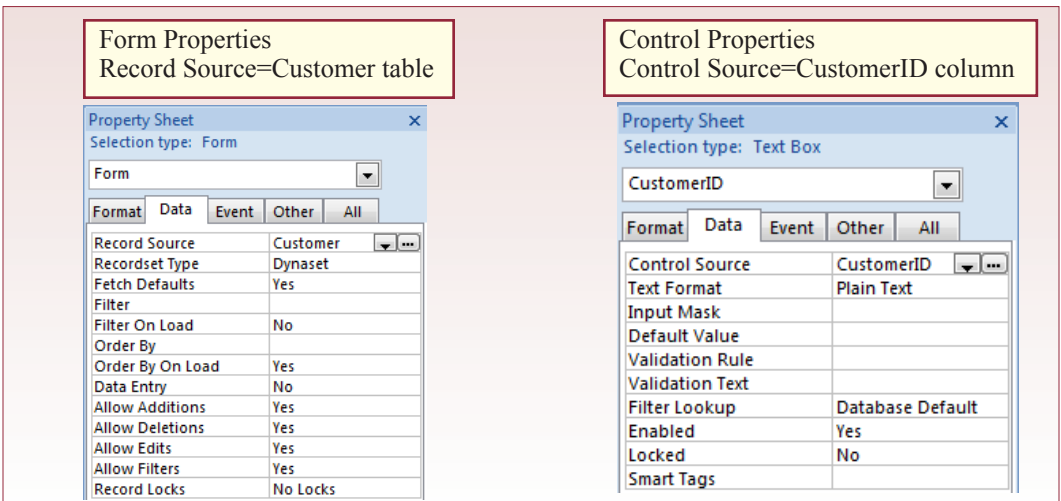 Form Properties
Record Source=Customer table
Property Sheet ×
Selection type: Form
Form
Format Data Event Other All
Record Source Customer
Recordset Type Dynaset
Fetch Defaults Yes
Filter
Filter On Load No
Order By
Order By On Load Yes
Data Entry No
Allow Additions Yes
Allow Deletions Yes
Allow Edits Yes
Allow Filters Yes
Record Locks No Locks
Control Properties
Control Source=CustomerID column
Property Sheet ×
Selection type: Text Box
CustomerID
Format Data Event Other All
Control Source CustomerID
Text Format Plain Text
Input Mask
Default Value
Validation Rule
Validation Text
Filter Lookup Database Default
Enabled Yes
Locked No
Smart Tags